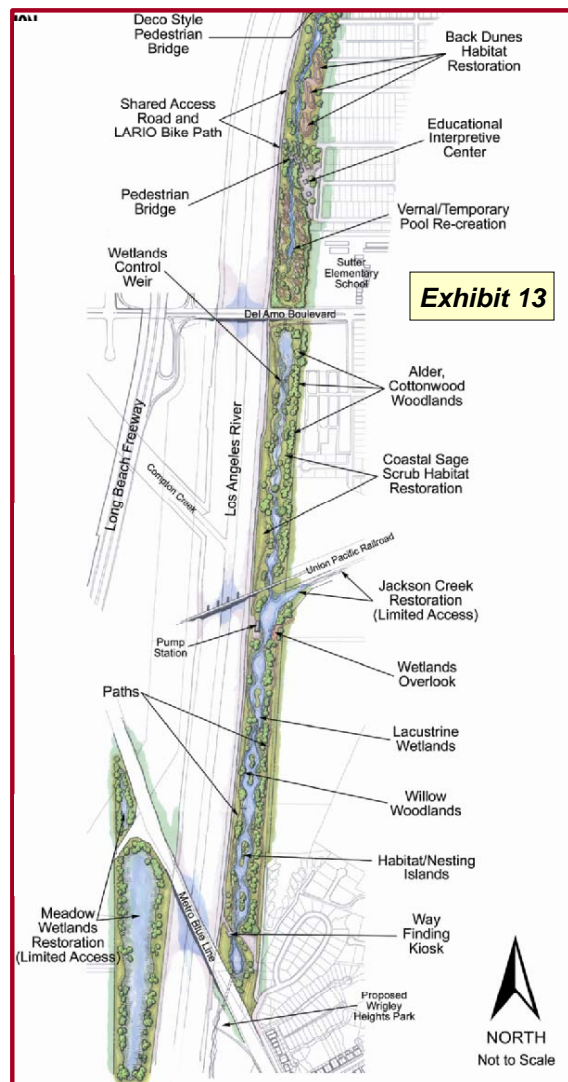 Deco Style
Pedestrian
Bridge
Back Dunes
Habitat
Restoration
Shared Access
Road and
LARIO Bike Path
Educational
Interpretive
Center
Pedestrian
Bridge
Vernal/Temporary
Pool Re-creation
Wetlands
Control
Weir
Sutter
Elementary
School
Exhibit 13
Del Amo Boulevard
Alder,
Cottonwood
Woodlands
Long Beach Freeway
Los Angeles River
Compton Creek
Coastal Sage
Scrub Habitat
Restoration
Union Pacific Railroad
Jackson Creek
Restoration
(Limited Access)
Pump
Station
Wetlands
Overlook
Paths
Lacustrine
Wetlands
Willow
Woodlands
Habitat/Nesting
Islands
Meadow
Wetlands
Restoration
(Limited Access)
Metro Blue Line
Way
Finding
Kiosk
Proposed
Wrigley
Heights Park
NORTH
Not to Scale